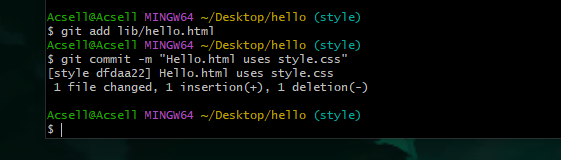 Acsell@Acsell MINGW64 ~/Desktop/hello (style)
$ git add lib/hello.html
Acsell@Acsell MINGW64 ~/Desktop/hello (style)
$ git commit -m "Hello.html uses style.css"
[style dfdaa22] Hello.html uses style.css
 1 file changed, 1 insertion(+), 1 deletion(-)
Acsell@Acsell MINGW64 ~/Desktop/hello (style)
$